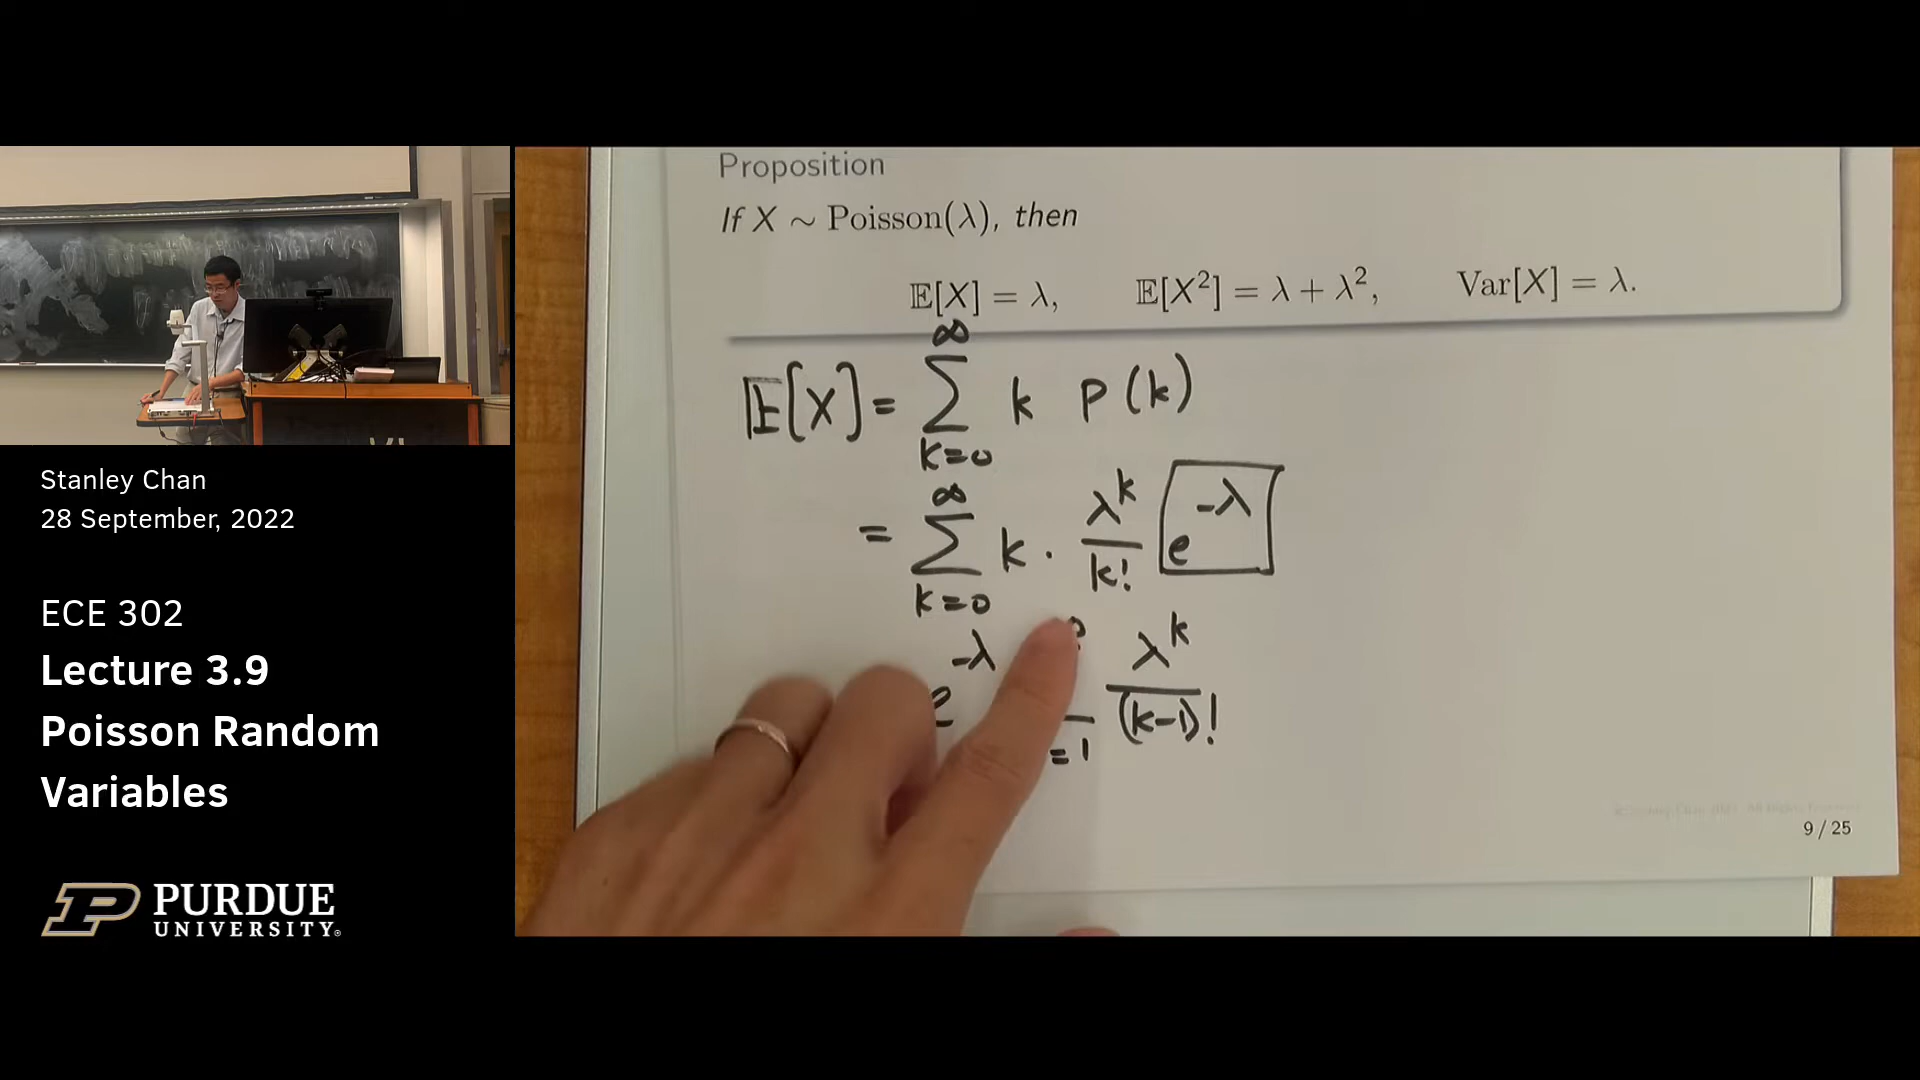 Proposition
If X ∼ Poisson(λ), then
𝔼[X] = λ, 𝔼[X²] = λ + λ², Var[X] = λ.
𝔼[X] = ∑_{k=0}^{∞} k p(k)
= ∑_{k=0}^{∞} k · λ^k / k! e^{-λ}
e^{-λ} =1 λ^k / (k-1)!
9 / 25
Stanley Chan
28 September, 2022
ECE 302
Lecture 3.9
Poisson Random
Variables
PURDUE
UNIVERSITY®